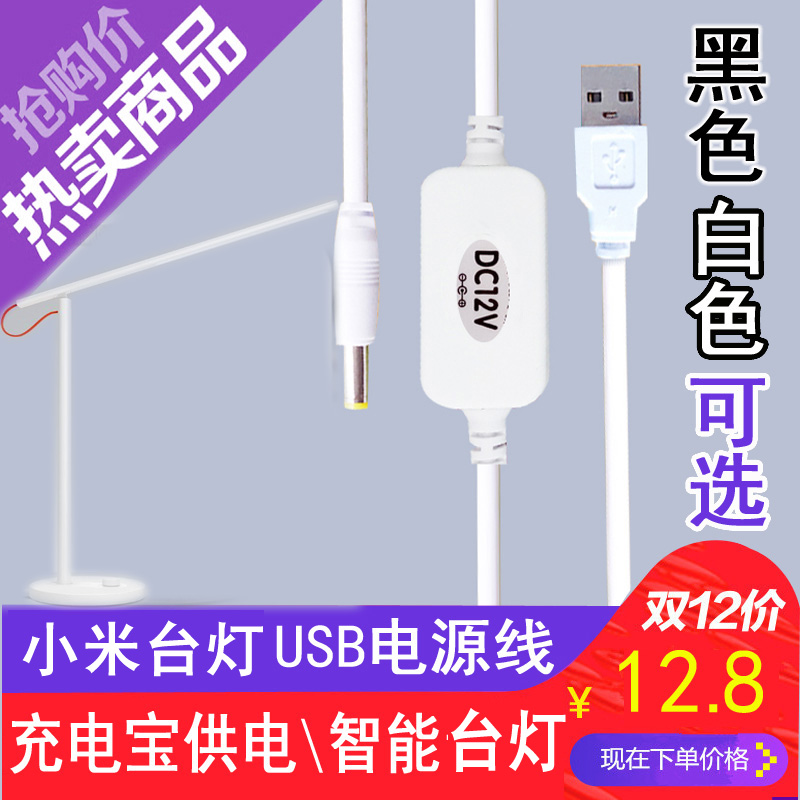 抢购价
热卖商品
黑色白色可选
DC12V
小米台灯USB电源线
充电宝供电\智能台灯
双12价
¥12.8
现在下单价格